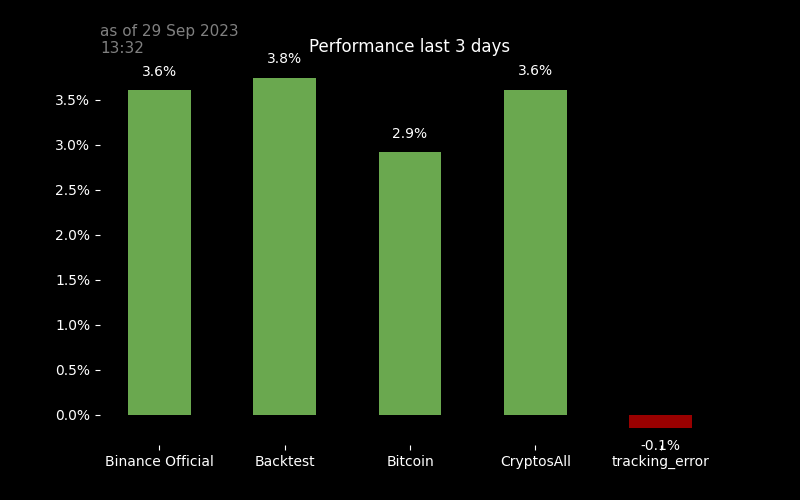 as of 29 Sep 2023
13:32
Performance last 3 days
3.6%
3.8%
2.9%
3.6%
-0.1%
3.5%
3.0%
2.5%
2.0%
1.5%
1.0%
0.5%
0.0%
Binance Official
Backtest
Bitcoin
CryptosAll
tracking_error